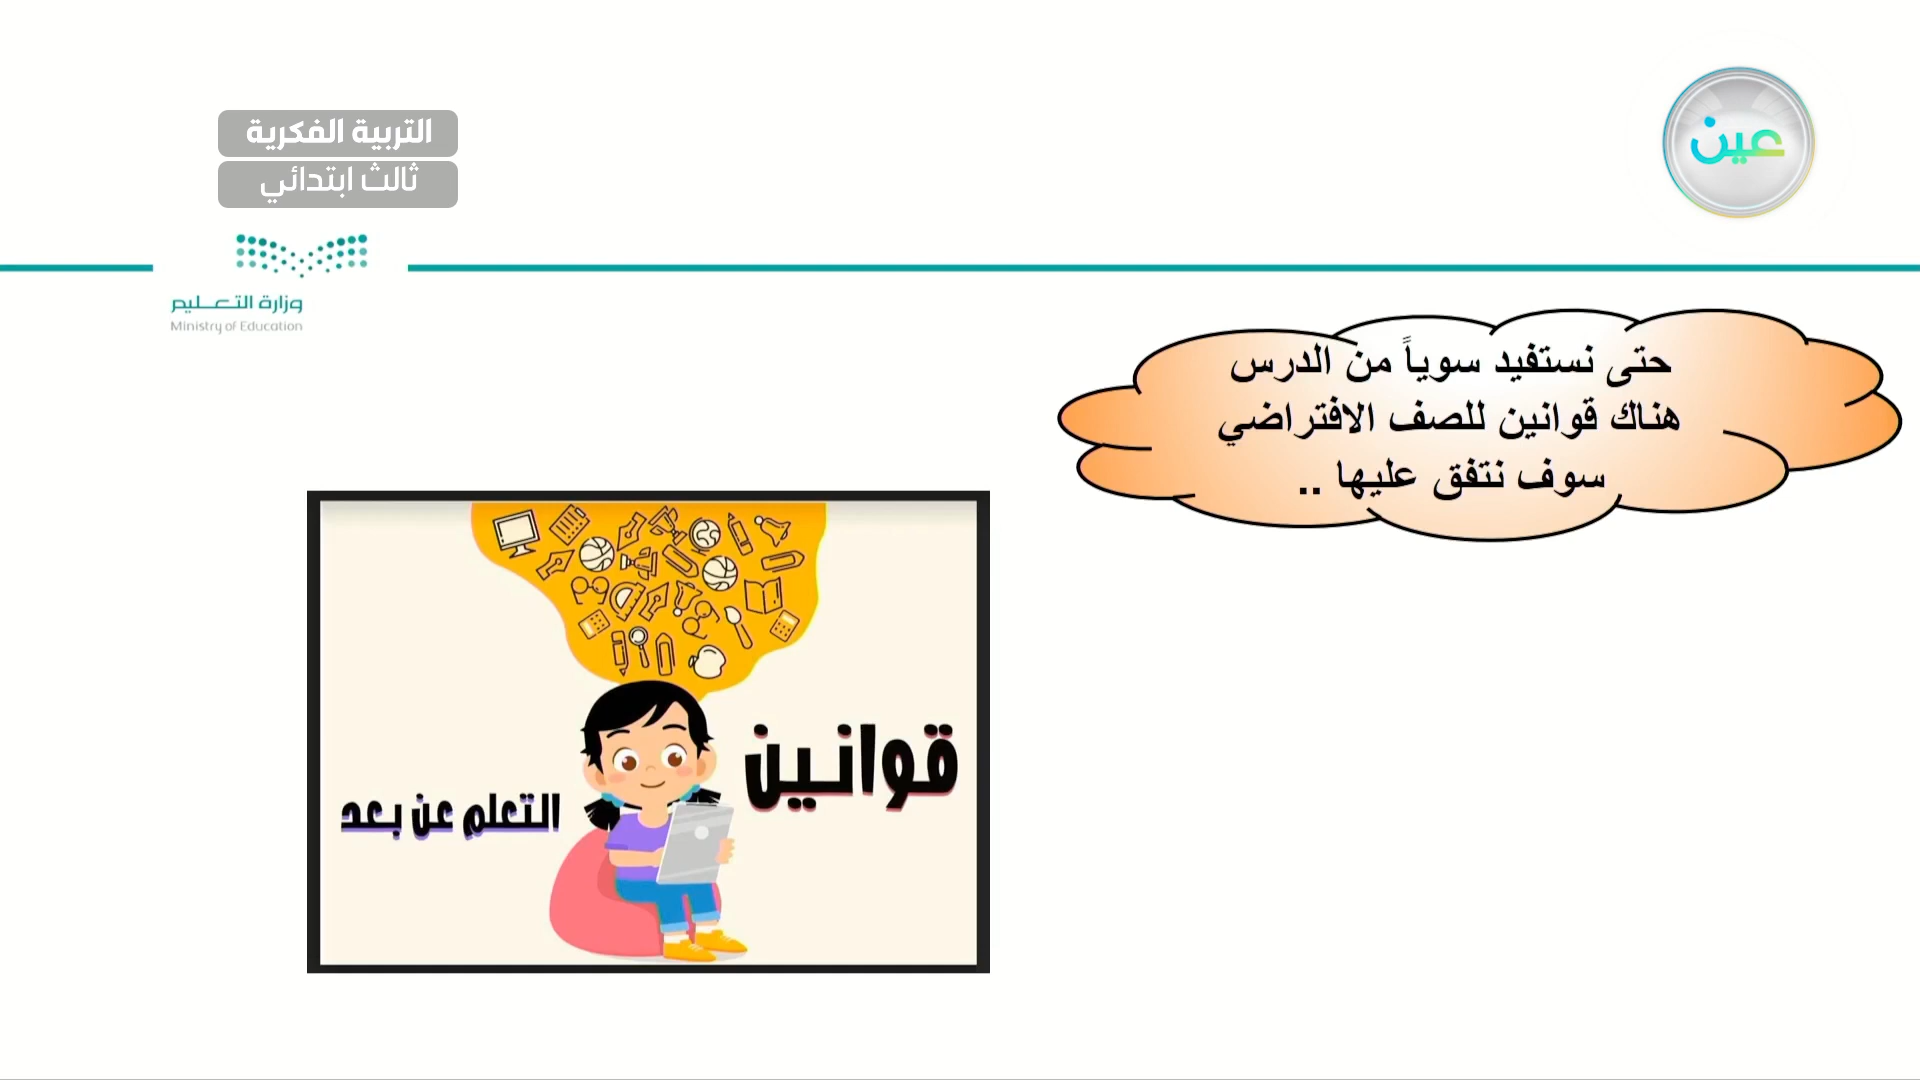 التربية الفكرية
ثالث ابتدائي
عين
وزارة التعليم
Ministry of Education
حتى نستفيد سوياً من الدرس
هناك قوانين للصف الافتراضي
سوف نتفق عليها ..
قوانين
التعلم عن بعد